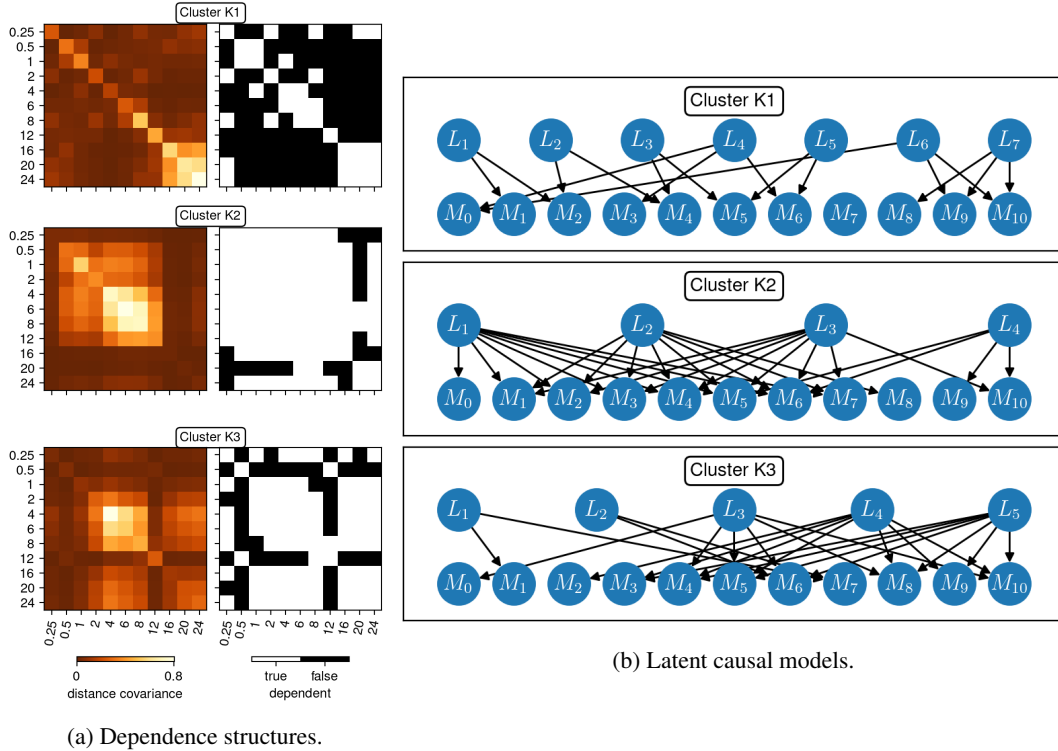 Cluster K1
0.25
0.5
1
2
4
6
8
12
16
20
24
Cluster K2
0.25
0.5
1
2
4
6
8
12
16
20
24
Cluster K3
0.25
0.5
1
2
4
6
8
12
16
20
24
0.25 0.5 1 2 4 6 8 12 16 20 24 0.25 0.5 1 2 4 6 8 12 16 20 24
0 0.8 true false
distance covariance dependent
(a) Dependence structures.
Cluster K1
L1 L2 L3 L4 L5 L6 L7
M0 M1 M2 M3 M4 M5 M6 M7 M8 M9 M10
Cluster K2
L1 L2 L3 L4
M0 M1 M2 M3 M4 M5 M6 M7 M8 M9 M10
Cluster K3
L1 L2 L3 L4 L5
M0 M1 M2 M3 M4 M5 M6 M7 M8 M9 M10
(b) Latent causal models.